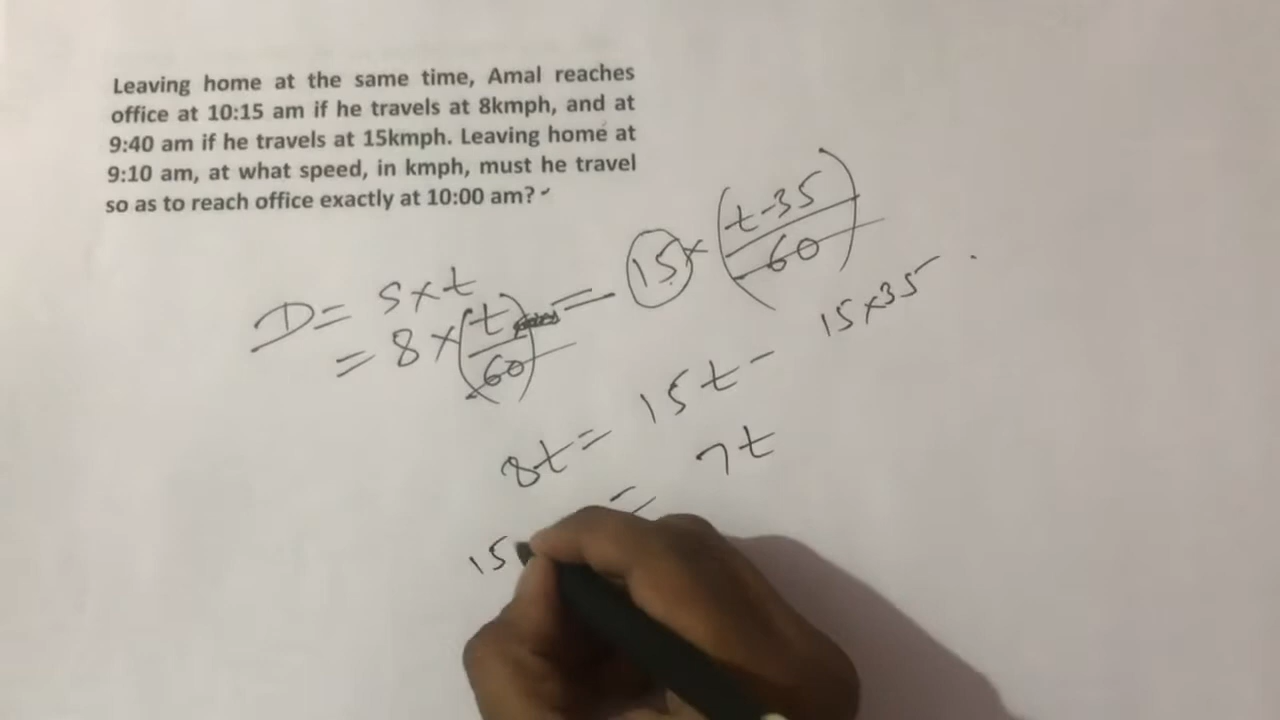 Leaving home at the same time, Amal reaches
office at 10:15 am if he travels at 8kmph, and at
9:40 am if he travels at 15kmph. Leaving home at
9:10 am, at what speed, in kmph, must he travel
so as to reach office exactly at 10:00 am?
D = s × t
= 8 × (t/60) = 15 × (t-35/60)
8t = 15t - 15×35
15 = 7t